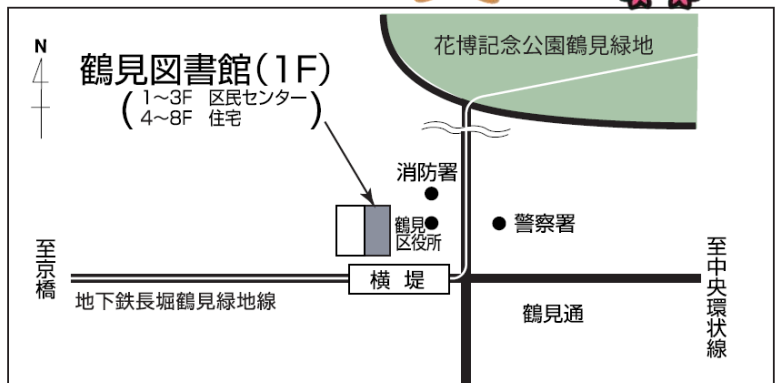 N
鶴見図書館(1F)
(1~3F 区民センター
4~8F 住宅)
花博記念公園鶴見緑地
消防署
鶴見
区役所
警察署
至京橋
横 堤
地下鉄長堀鶴見緑地線
鶴見通
至中央環状線